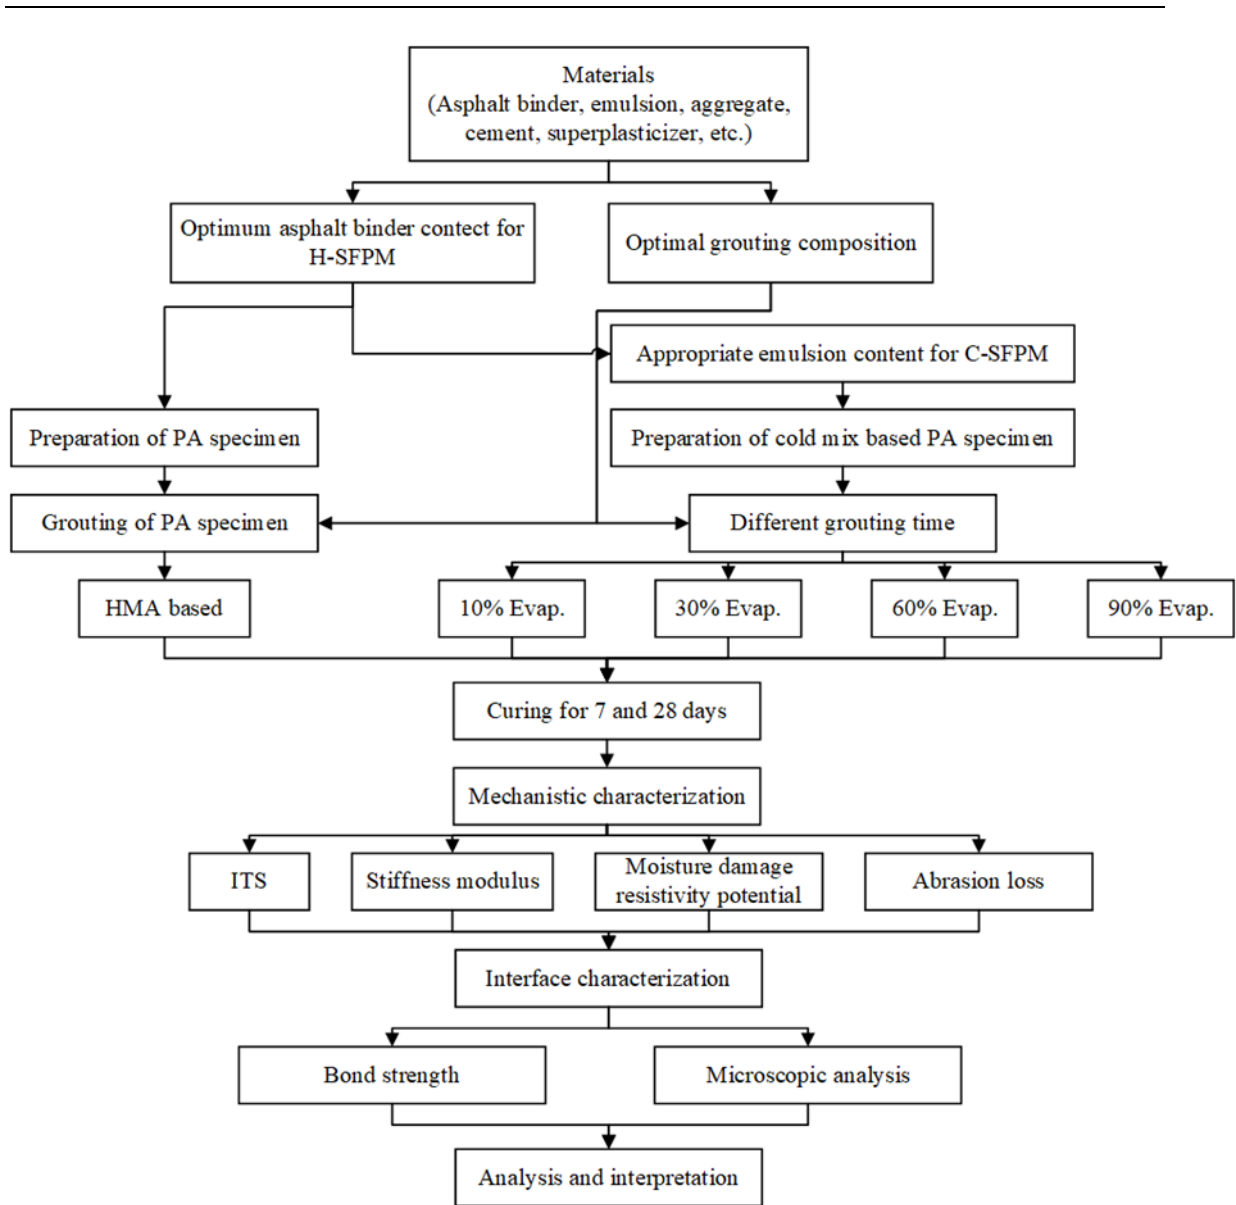 Materials
(Asphalt binder, emulsion, aggregate,
cement, superplasticizer, etc.)
Optimum asphalt binder contect for
H-SFPM
Optimal grouting composition
Appropriate emulsion content for C-SFPM
Preparation of PA specimen
Preparation of cold mix based PA specimen
Grouting of PA specimen
Different grouting time
HMA based
10% Evap.
30% Evap.
60% Evap.
90% Evap.
Curing for 7 and 28 days
Mechanistic characterization
ITS
Stiffness modulus
Moisture damage
resistivity potential
Abrasion loss
Interface characterization
Bond strength
Microscopic analysis
Analysis and interpretation